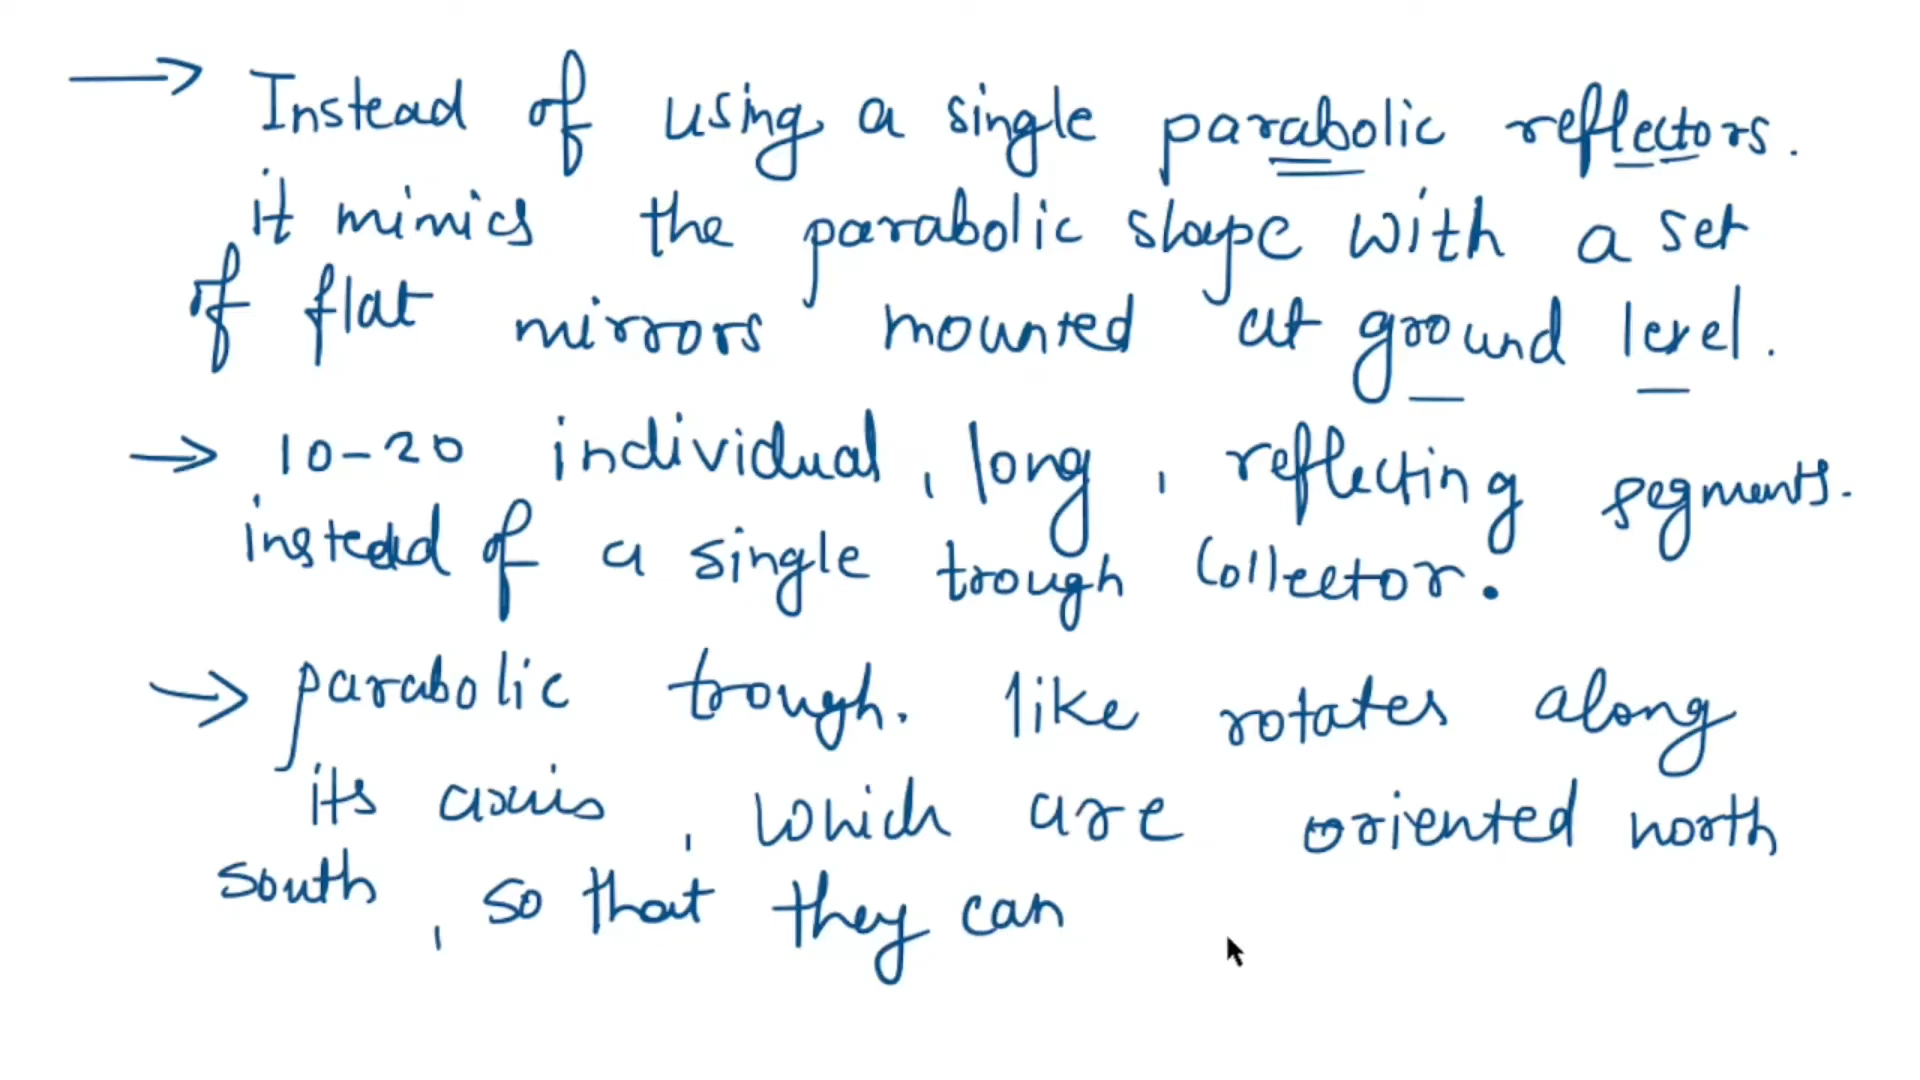 → Instead of using a single parabolic reflectors.
it mimics the parabolic shape with a set
of flat mirrors mounted at ground level.
→ 10-20 individual, long, reflecting segments.
instead of a single trough collector.
→ parabolic trough. like rotates along
its axis, which are oriented north
south, so that they can